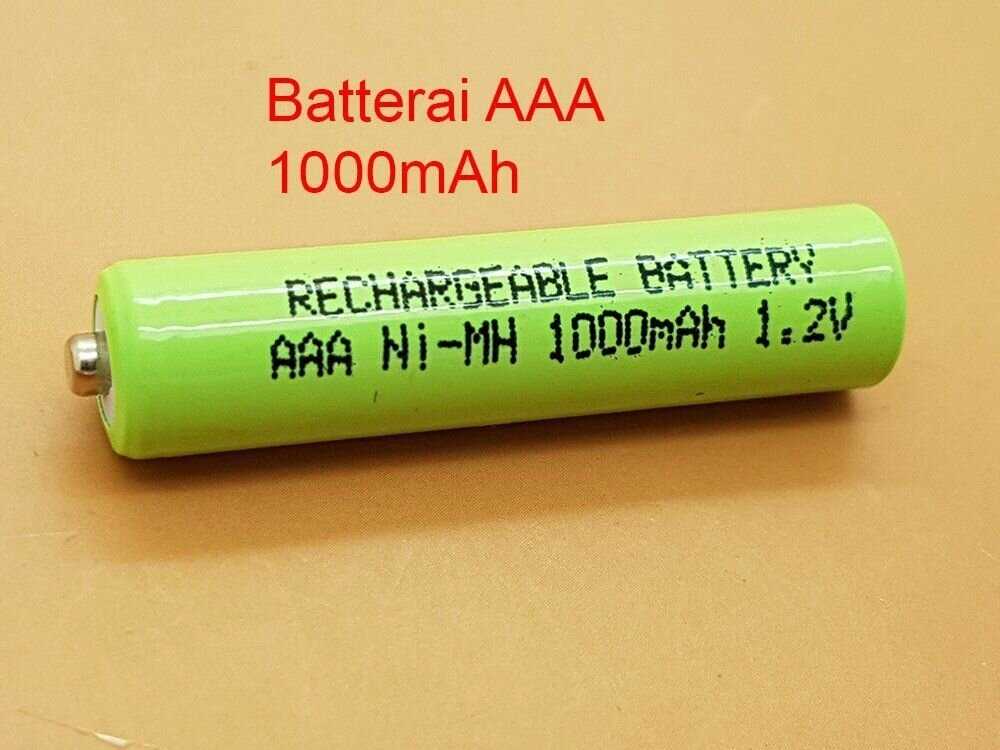 Batterai AAA
1000mAh
RECHARGEABLE BATTERY
AAA Ni-MH 1000mAh 1.2V